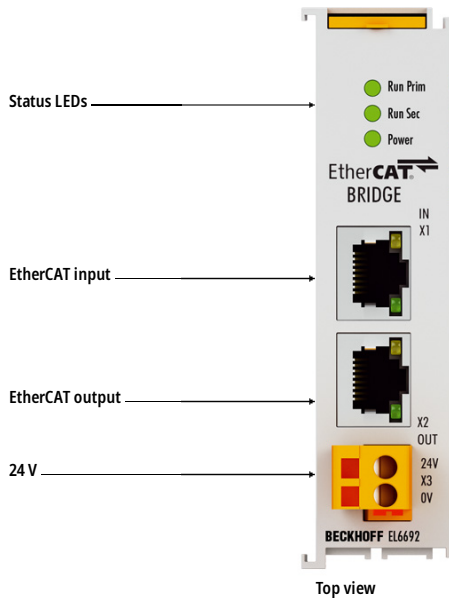 Status LEDs
Run Prim
Run Sec
Power
EtherCAT®
BRIDGE
IN
X1
EtherCAT input
EtherCAT output
X2
OUT
24 V
24V
X3
0V
BECKHOFF EL6692
Top view